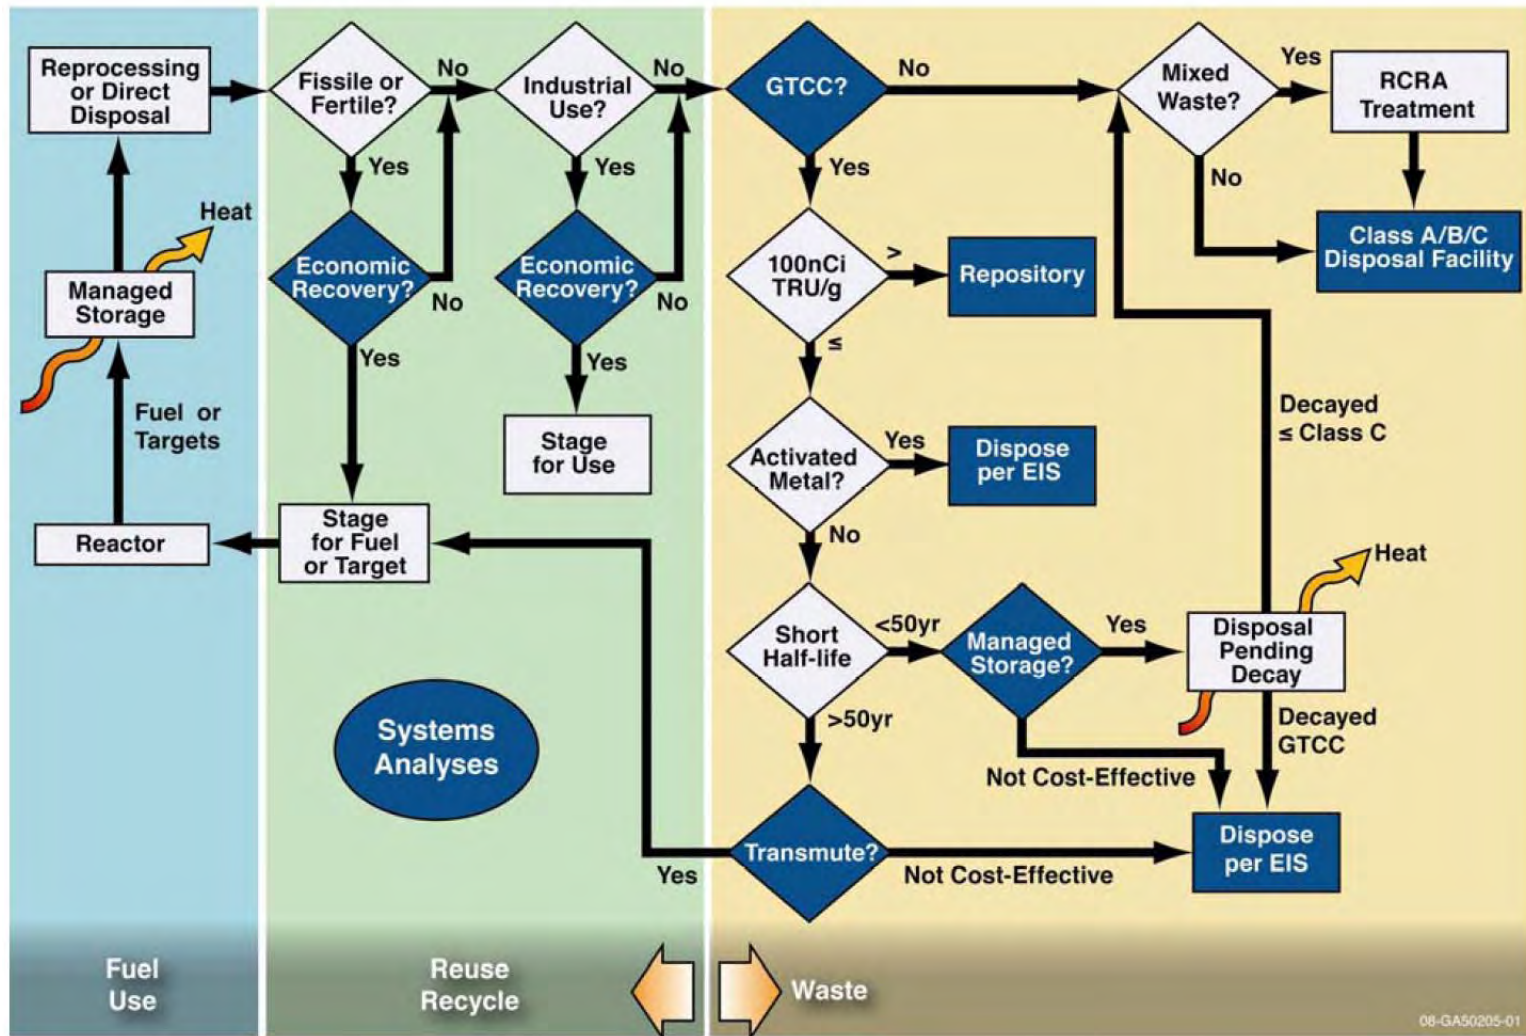 Reprocessing
or Direct
Disposal
Heat
Managed
Storage
Fuel or
Targets
Reactor
Fuel
Use
Fissile or
Fertile?
No
Yes
Economic
Recovery?
No
Yes
Industrial
Use?
No
Yes
Economic
Recovery?
No
Yes
Stage
for Use
Stage
for Fuel
or Target
Systems
Analyses
Reuse
Recycle
GTCC?
No
Yes
100nCi
TRU/g
>
Repository
≤
Activated
Metal?
Yes
Dispose
per EIS
No
Short
Half-life
<50yr
Managed
Storage?
Yes
Disposal
Pending
Decay
Heat
Decayed
≤ Class C
Decayed
GTCC
>50yr
Not Cost-Effective
Transmute?
Yes
Not Cost-Effective
Dispose
per EIS
Mixed
Waste?
Yes
RCRA
Treatment
No
Class A/B/C
Disposal Facility
Waste
08-GA50205-01